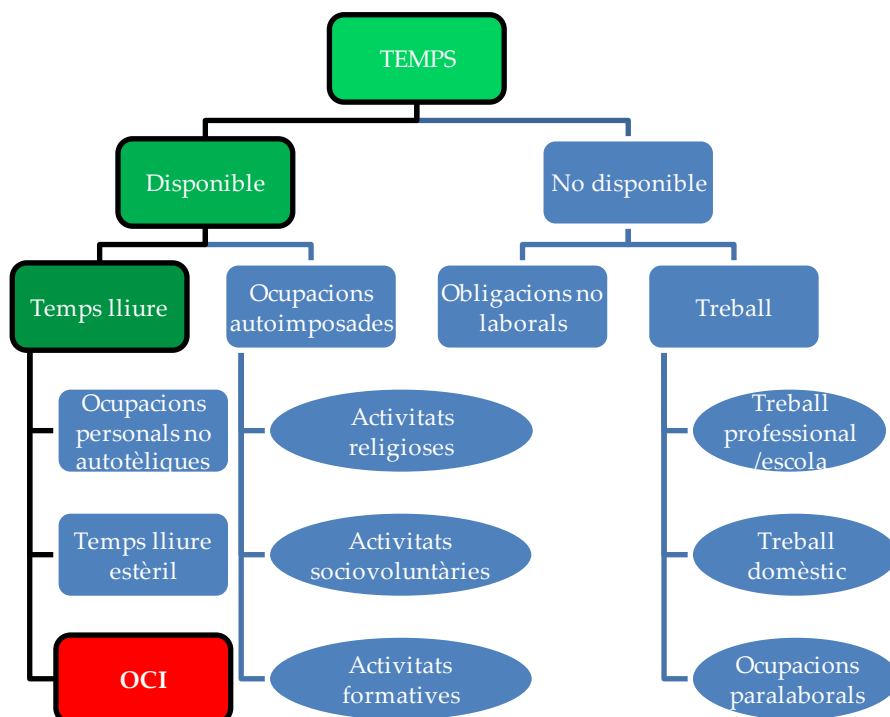 TEMPS
Disponible
No disponible
Temps lliure
Ocupacions
autoimposades
Obligacions no
laborals
Treball
Ocupacions
personals no
autotèliques
Activitats
religioses
Treball
professional
/escola
Temps lliure
estèril
Activitats
sociovoluntàries
Treball
domèstic
OCI
Activitats
formatives
Ocupacions
paralaborals